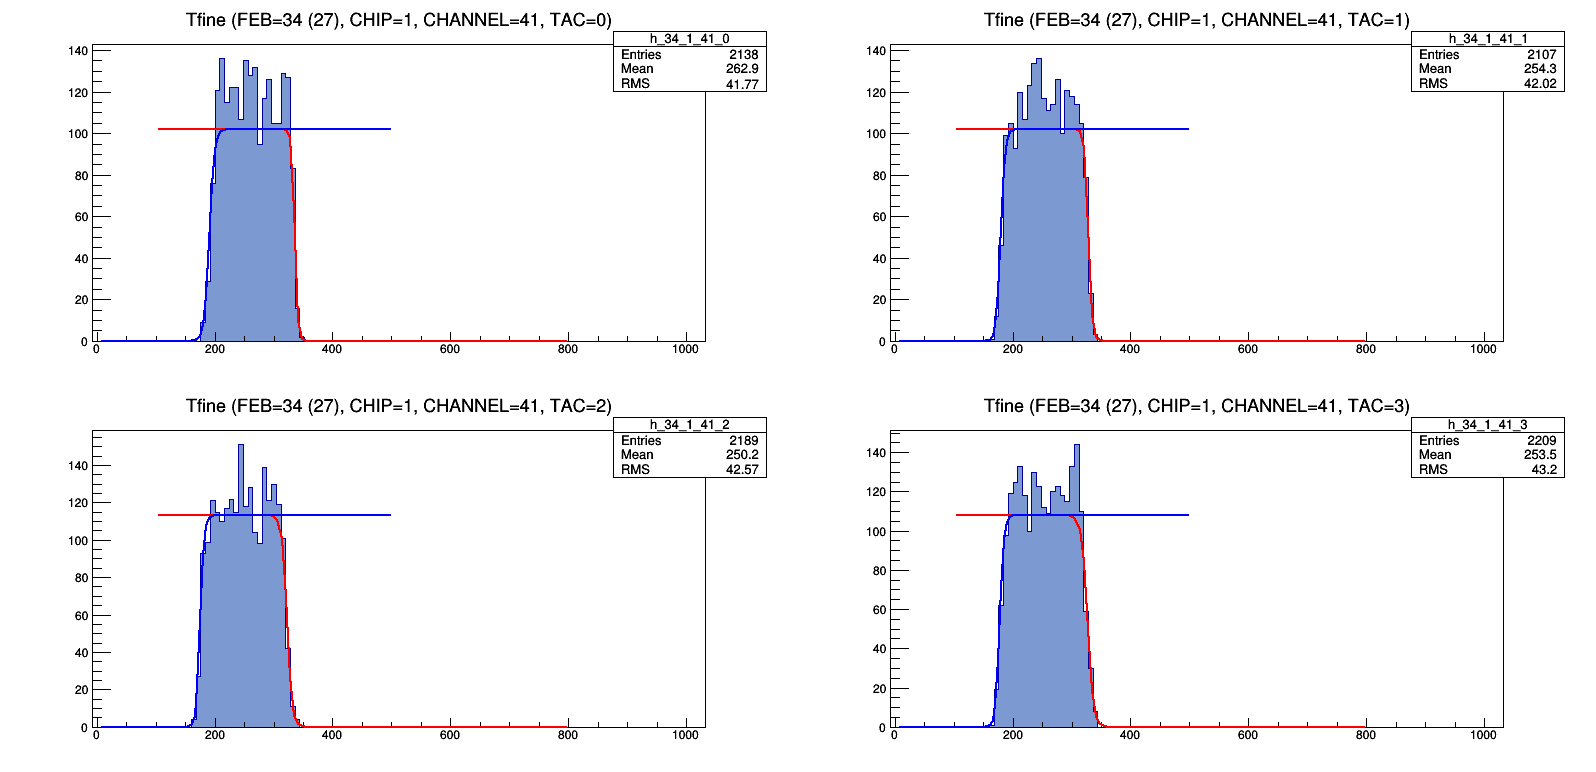 Tfine (FEB=34 (27), CHIP=1, CHANNEL=41, TAC=0)
h_34_1_41_0
Entries 2138
Mean 262.9
RMS 41.77
140
120
100
80
60
40
20
0
0 200 400 600 800 1000
Tfine (FEB=34 (27), CHIP=1, CHANNEL=41, TAC=1)
h_34_1_41_1
Entries 2107
Mean 254.3
RMS 42.02
140
120
100
80
60
40
20
0
0 200 400 600 800 1000
Tfine (FEB=34 (27), CHIP=1, CHANNEL=41, TAC=2)
h_34_1_41_2
Entries 2189
Mean 250.2
RMS 42.57
140
120
100
80
60
40
20
0
0 200 400 600 800 1000
Tfine (FEB=34 (27), CHIP=1, CHANNEL=41, TAC=3)
h_34_1_41_3
Entries 2209
Mean 253.5
RMS 43.2
140
120
100
80
60
40
20
0
0 200 400 600 800 1000